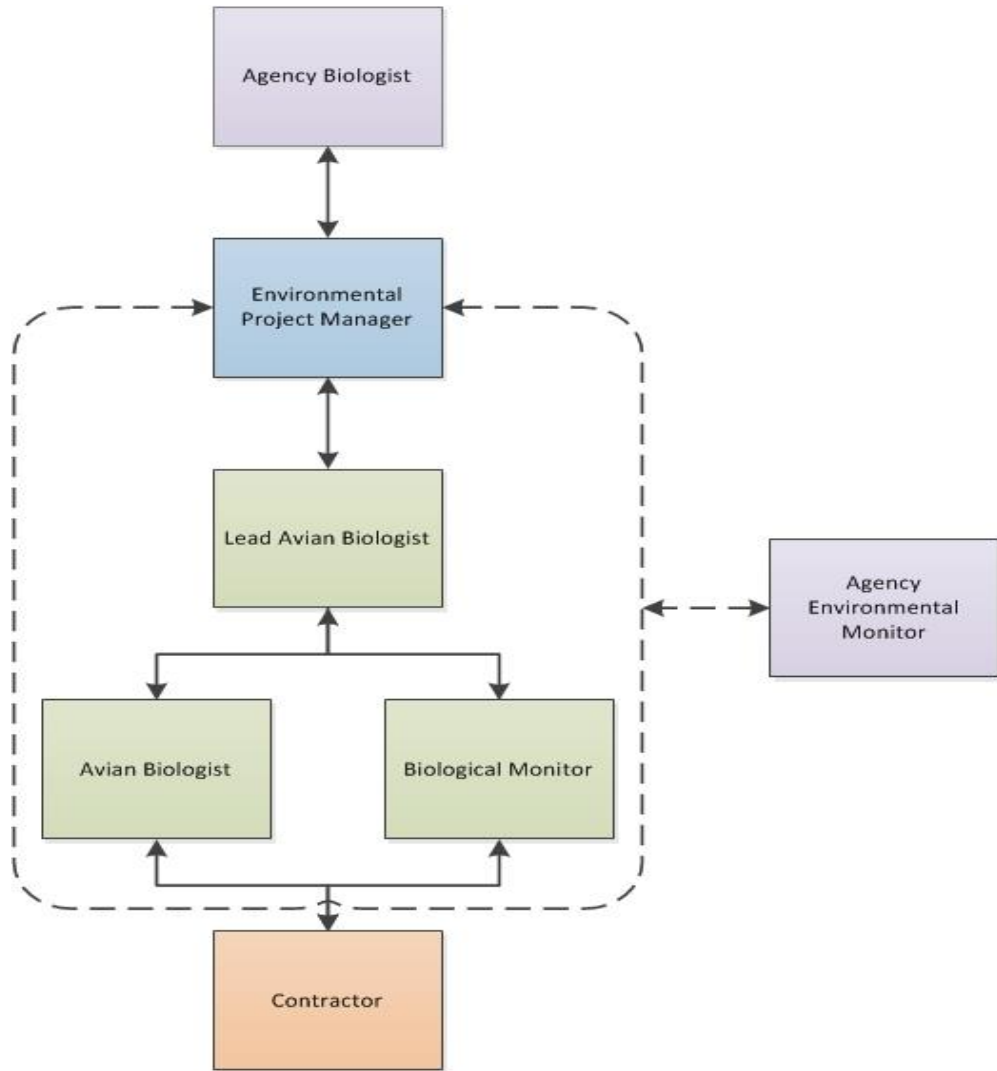 Agency Biologist
Environmental
Project Manager
Lead Avian Biologist
Agency
Environmental
Monitor
Avian Biologist
Biological Monitor
Contractor